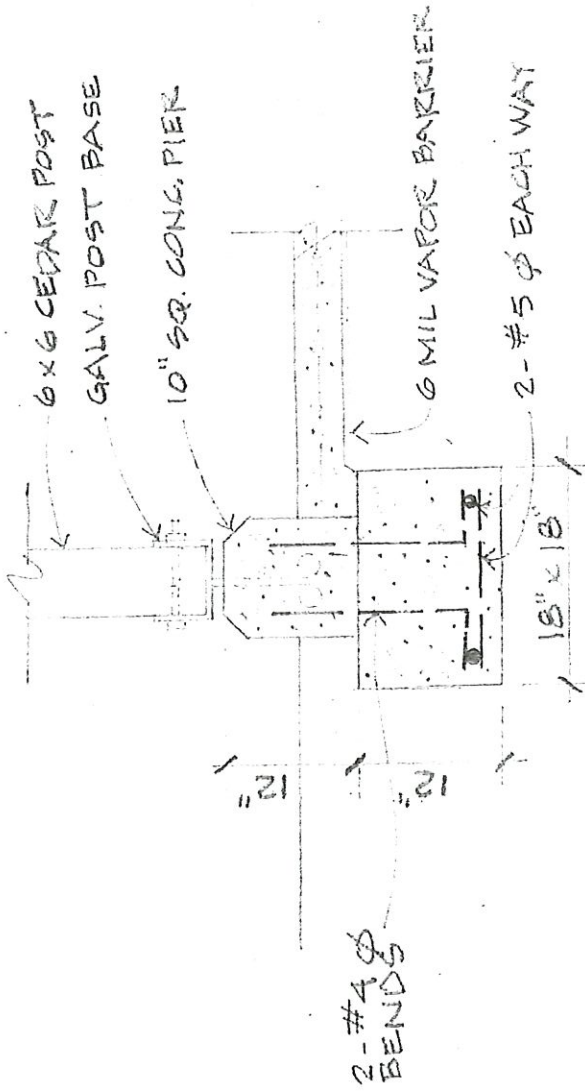 6X6 CEDAR POST
GALV. POST BASE
10" SQ. CONC. PIER
12"
12"
6 MIL VAPOR BARRIER
2-#4 Ø
BENDS
2-#5 Ø EACH WAY
18" X 18"